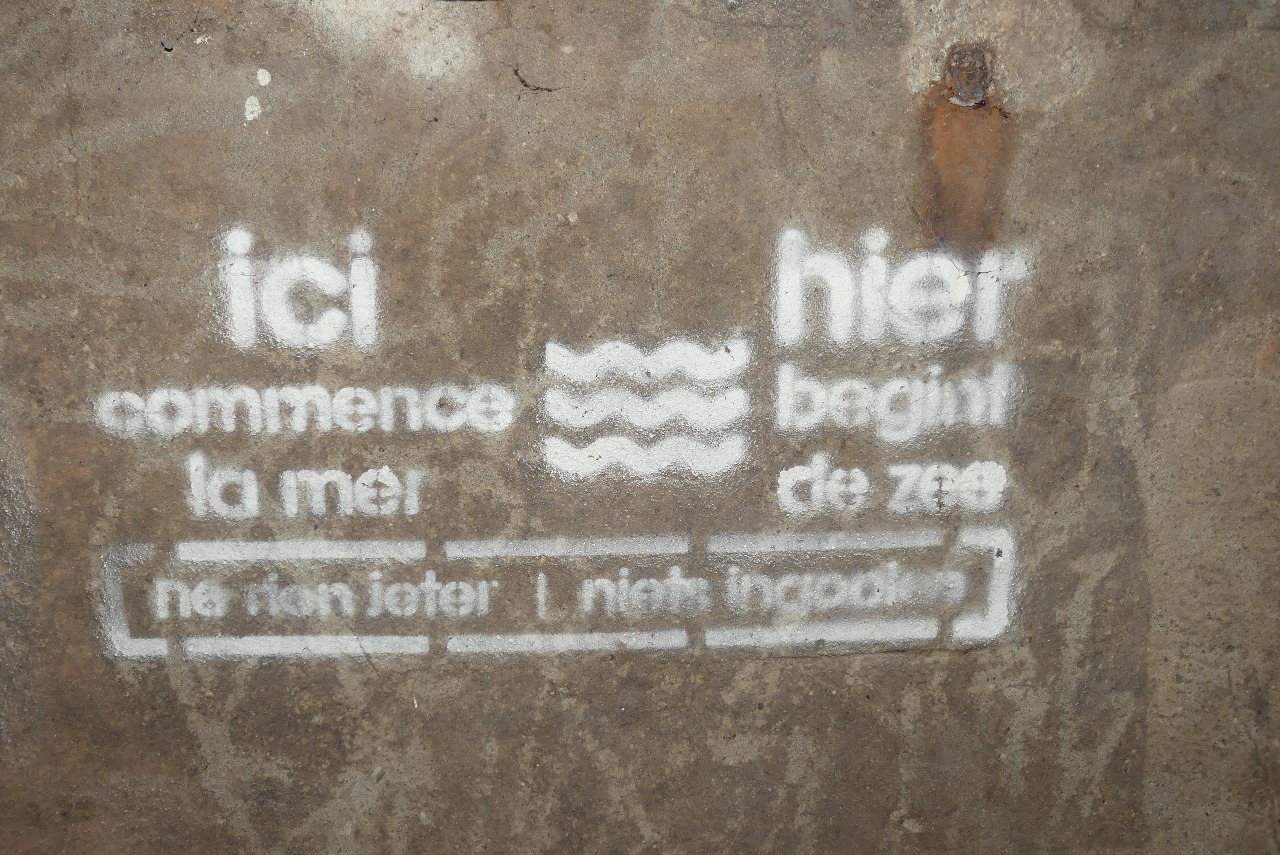 ici
commence
la mer
hier
begint
de zee
ne rien jeter | niets ingooien